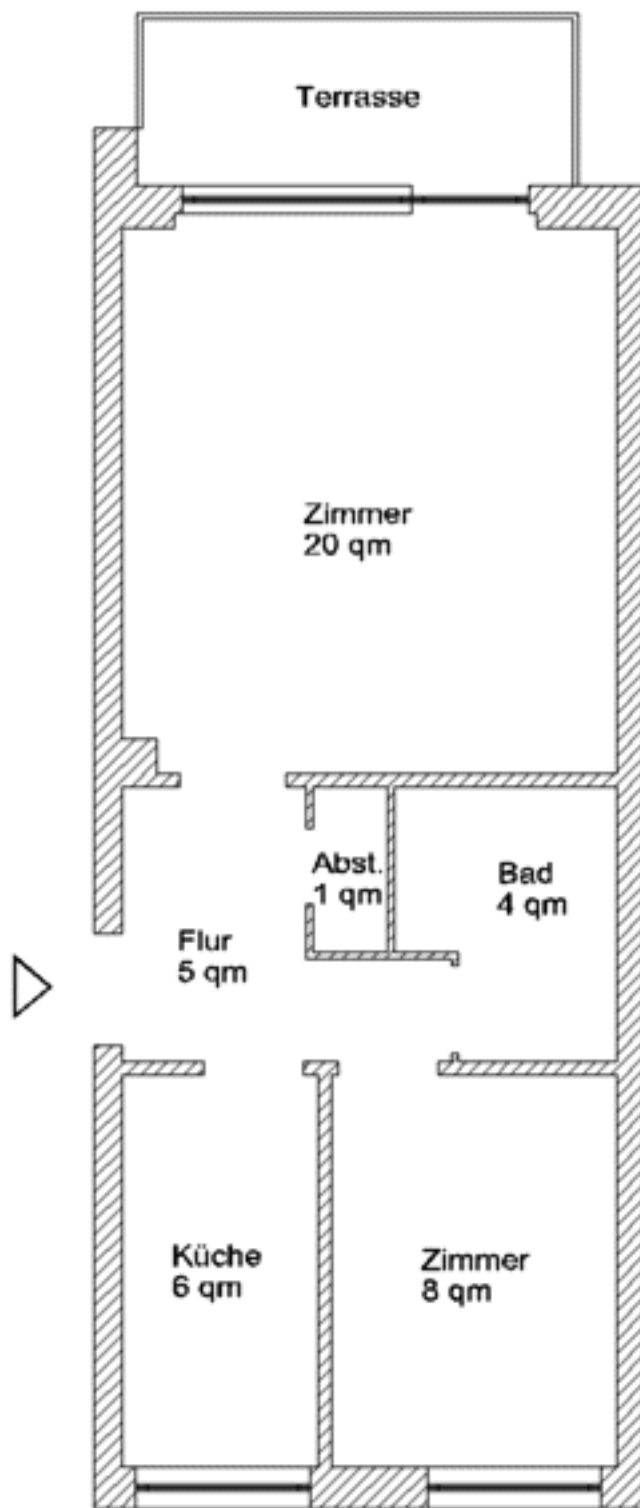 Terrasse
Zimmer
20 qm
Abst.
1 qm
Bad
4 qm
Flur
5 qm
Küche
6 qm
Zimmer
8 qm